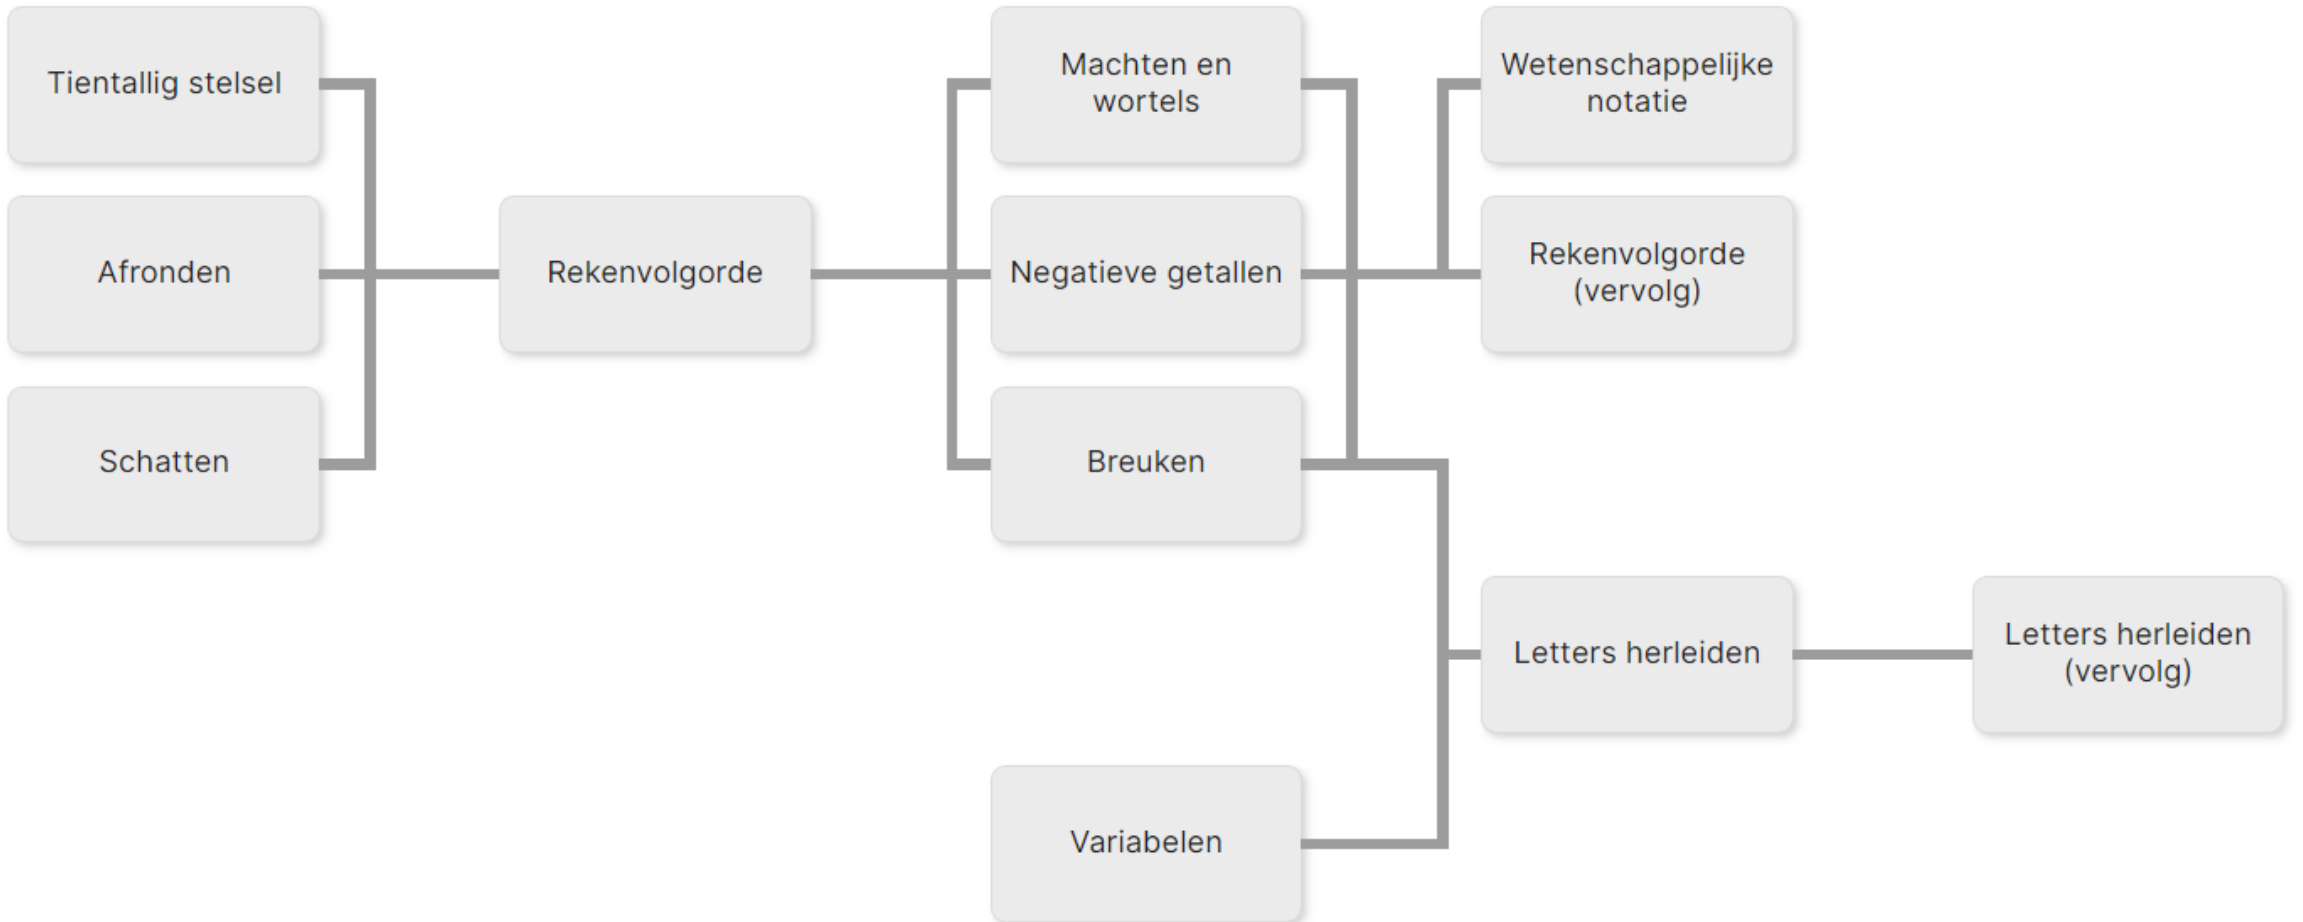 Tientallig stelsel
Afronden
Schatten
Rekenvolgorde
Machten en
wortels
Negatieve getallen
Breuken
Variabelen
Wetenschappelijke
notatie
Rekenvolgorde
(vervolg)
Letters herleiden
Letters herleiden
(vervolg)